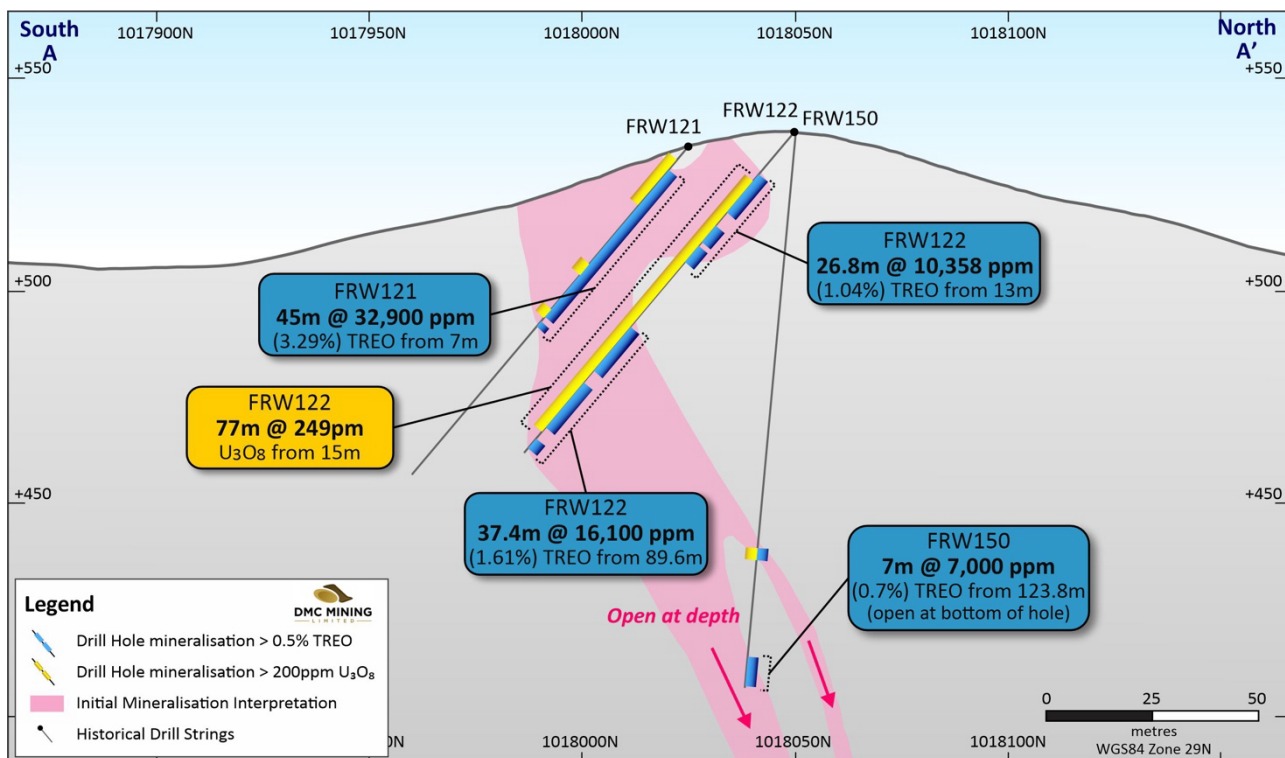 South
A
1017900N
1017950N
1018000N
1018050N
1018100N
North
A'
+550
+550
FRW121
FRW122
FRW150
FRW122
26.8m @ 10,358 ppm
(1.04%) TREO from 13m
+500
+500
FRW121
45m @ 32,900 ppm
(3.29%) TREO from 7m
FRW122
77m @ 249pm
U₃O₈ from 15m
+450
+450
FRW122
37.4m @ 16,100 ppm
(1.61%) TREO from 89.6m
FRW150
7m @ 7,000 ppm
(0.7%) TREO from 123.8m
(open at bottom of hole)
Open at depth
Legend
DMC MINING
LIMITED
Drill Hole mineralisation > 0.5% TREO
Drill Hole mineralisation > 200ppm U₃O₈
Initial Mineralisation Interpretation
Historical Drill Strings
0 25 50
metres
WGS84 Zone 29N
1018000N
1018050N
1018100N